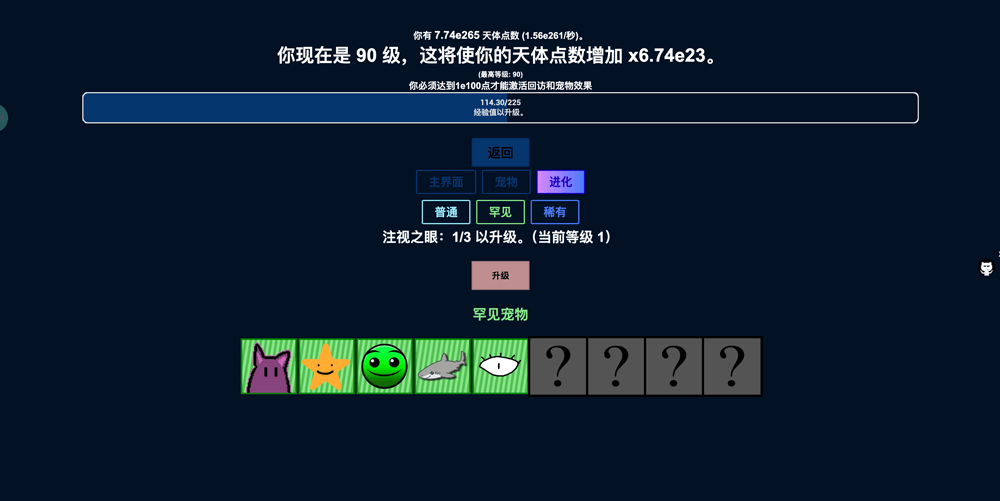 你有 7.74e265 天体点数 (1.56e261/秒)。
你现在是 90 级，这将使你的天体点数增加 x6.74e23。
(最高等级: 90)
你必须达到1e100点才能激活回访和宠物效果
114.30/225
经验值以升级。
返回
主界面 宠物 进化
普通 罕见 稀有
注视之眼：1/3 以升级。（当前等级 1）
升级
罕见宠物
? ? ? ?